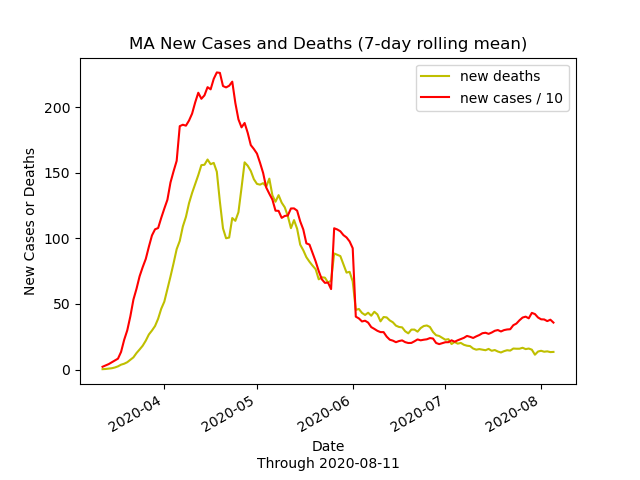 MA New Cases and Deaths (7-day rolling mean)
new deaths
new cases / 10
New Cases or Deaths
200
150
100
50
0
2020-04
2020-05
2020-06
2020-07
2020-08
Date
Through 2020-08-11